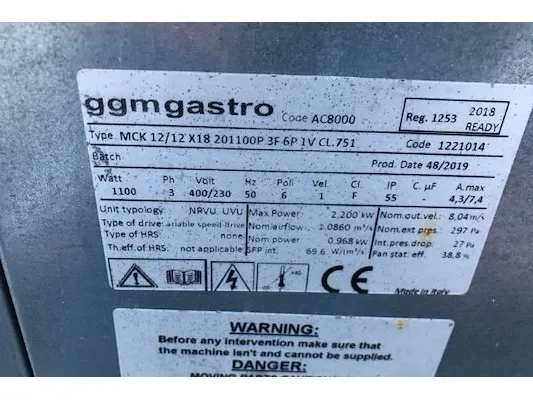 ggmgastro Code AC8000
Reg. 1253 2018 READY
Type. MCK 12/12 X18 201100P 3F 6P 1V CL.751 Code 1221014
Batch Prod. Date 48/2019
Watt Ph Volt Hz Poli Vel. Cl. IP C. µF A.max
1100 3 400/230 50 6 1 F 55 - 4,3/7,4
Unit typology: NRVU, UVU Max Power: 2,200 kW Nom.out.vel.: 8,04 m/s
Type of drive: ariable speed drive Nom.airflow: 1.0860 m³/s Nom.ext pres. 297 Pa
Type of HRS: none Nom power 0.968 kW Int.pres.drop: 27 Pa
Th.eff. of HRS: not applicable SFP int: 69.6 W/(m³/s) Fan stat. eff. 38,8 %
CE
Made in Italy
WARNING:
Before any intervention make sure that
the machine isn't and cannot be supplied.
DANGER:
MOVING PARTS